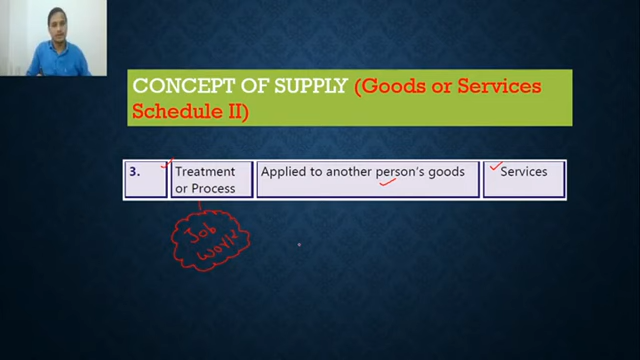 CONCEPT OF SUPPLY (Goods or Services
Schedule II)
3.
Treatment
or Process
Applied to another person's goods
Services
Job
Work